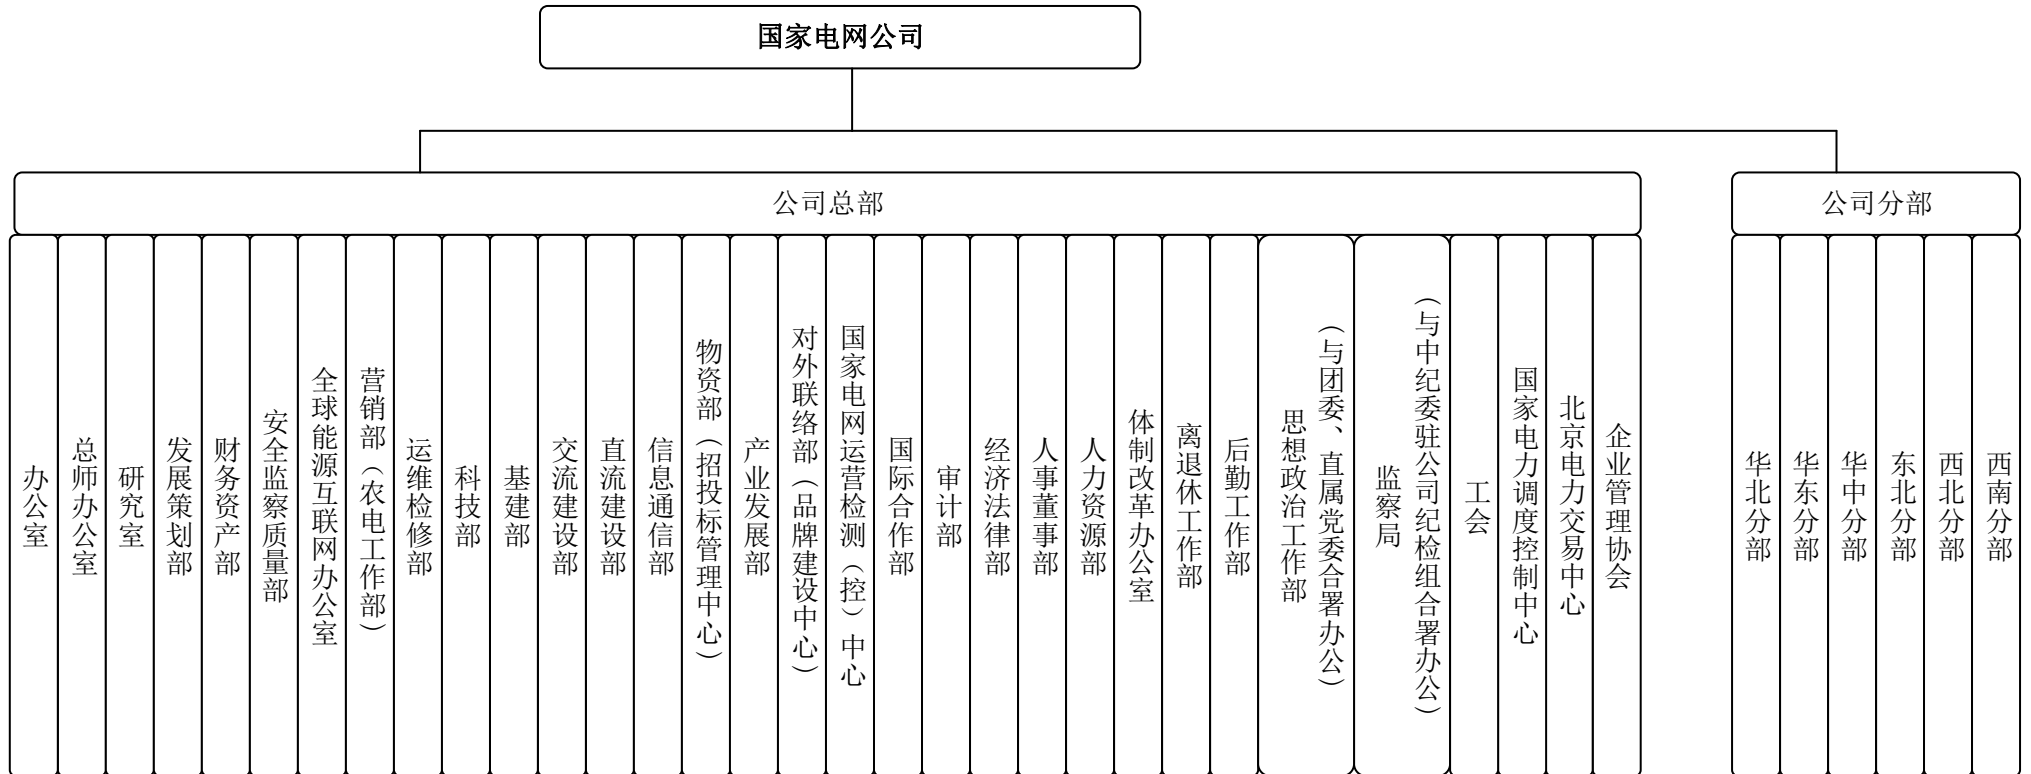 国家电网公司
公司总部
公司分部
办公室
总师办公室
研究室
发展策划部
财务资产部
安全监察质量部
全球能源互联网办公室
营销部（农电工作部）
运维检修部
科技部
基建部
交流建设部
直流建设部
信息通信部
物资部（招投标管理中心）
产业发展部
对外联络部（品牌建设中心）
国家电网运营检测（控）中心
国际合作部
审计部
经济法律部
人事董事部
人力资源部
体制改革办公室
离退休工作部
后勤工作部
思想政治工作部
（与团委、直属党委合署办公）
监察局
（与中纪委驻公司纪检组合署办公）
工会
国家电力调度控制中心
北京电力交易中心
企业管理协会
华北分部
华东分部
华中分部
东北分部
西北分部
西南分部